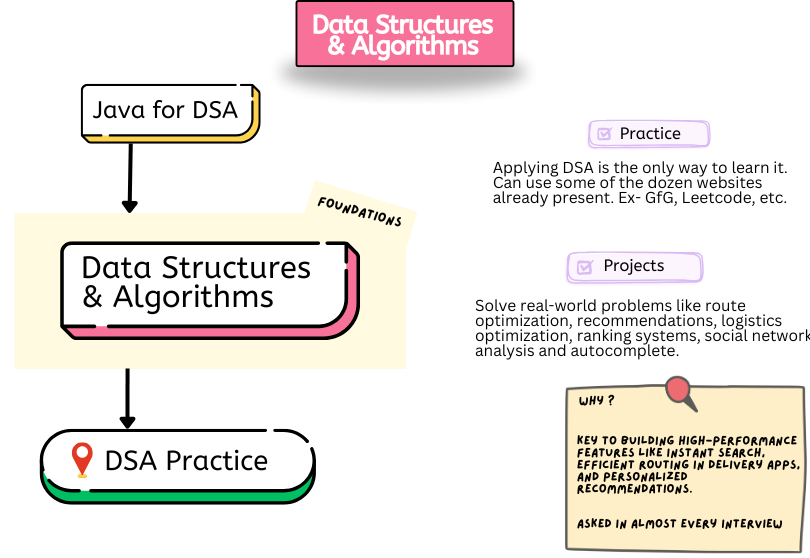 Data Structures
& Algorithms
Java for DSA
FOUNDATIONS
Data Structures
& Algorithms
DSA Practice
Practice
Applying DSA is the only way to learn it.
Can use some of the dozen websites
already present. Ex- GfG, Leetcode, etc.
Projects
Solve real-world problems like route
optimization, recommendations, logistics
optimization, ranking systems, social network
analysis and autocomplete.
WHY ?
KEY TO BUILDING HIGH-PERFORMANCE
FEATURES LIKE INSTANT SEARCH,
EFFICIENT ROUTING IN DELIVERY APPS,
AND PERSONALIZED
RECOMMENDATIONS.
ASKED IN ALMOST EVERY INTERVIEW